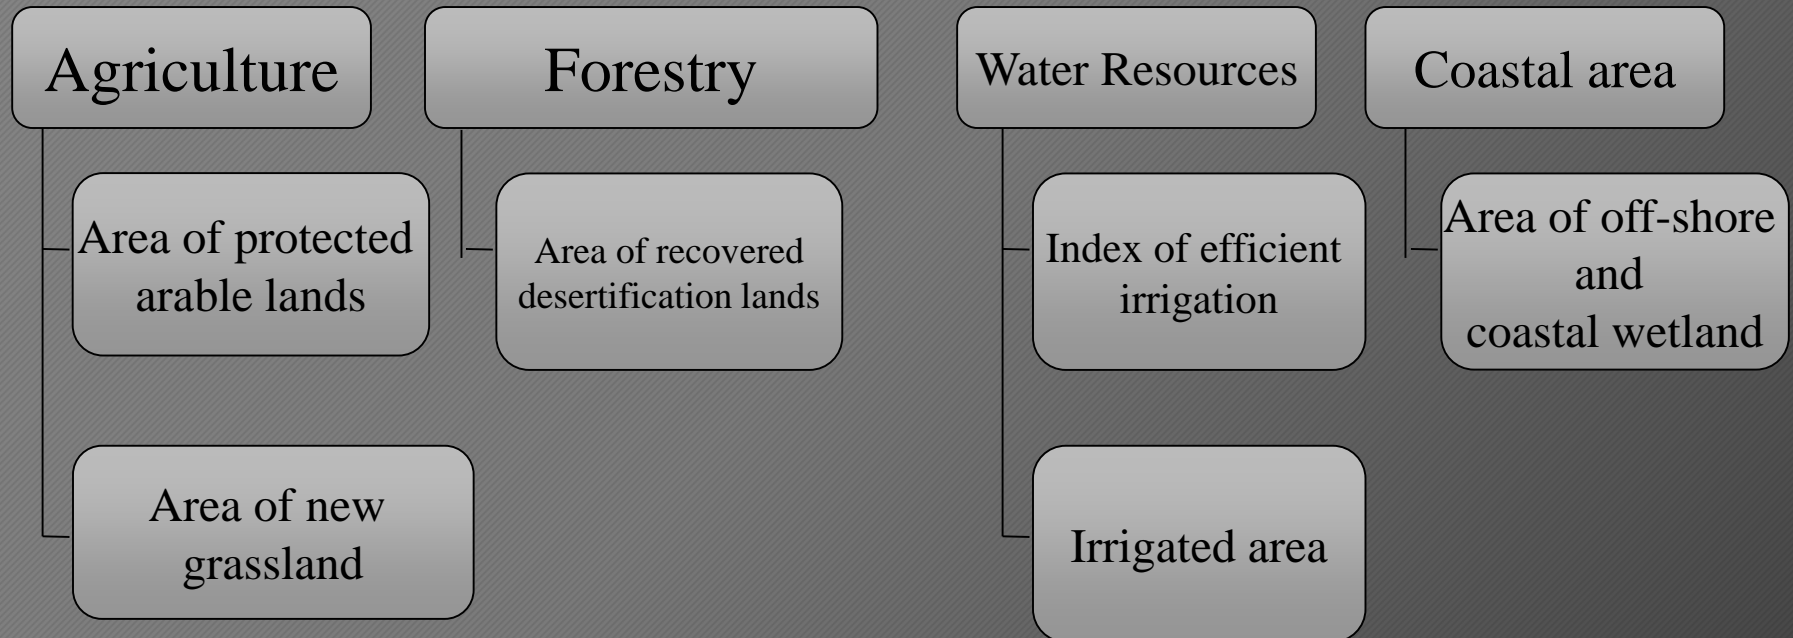 Agriculture
Forestry
Water Resources
Coastal area
Area of protected
arable lands
Area of recovered
desertification lands
Index of efficient
irrigation
Area of off-shore
and
coastal wetland
Area of new
grassland
Irrigated area